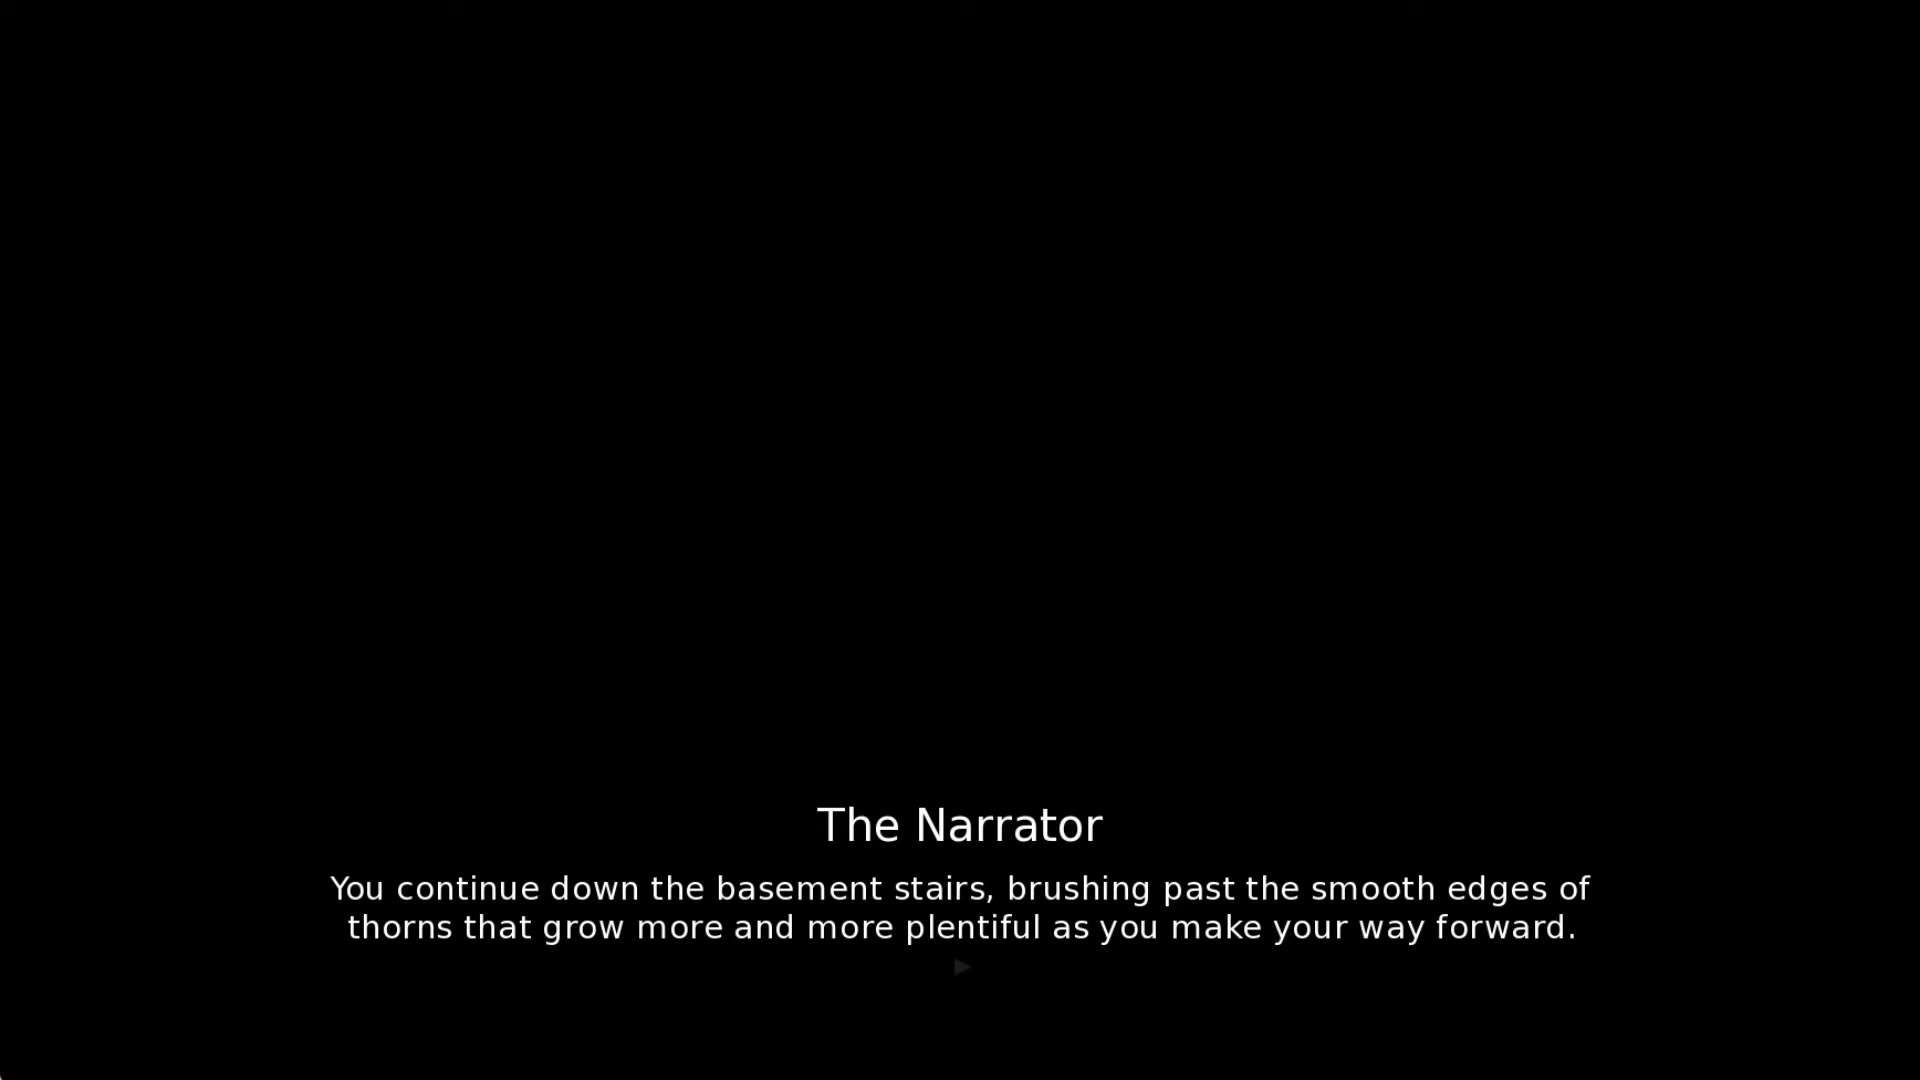 The Narrator
You continue down the basement stairs, brushing past the smooth edges of
thorns that grow more and more plentiful as you make your way forward.